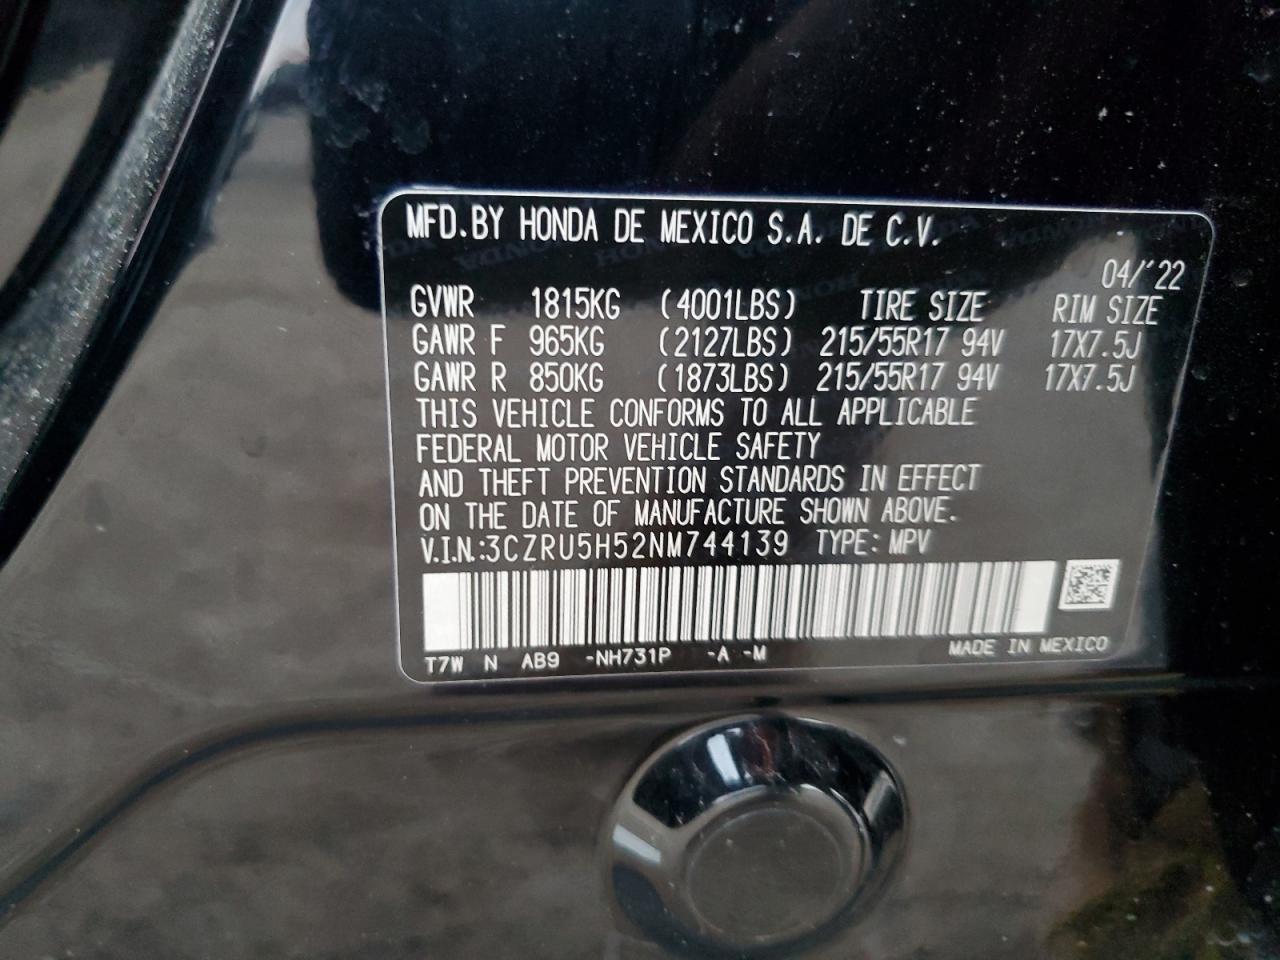 MFD.BY HONDA DE MEXICO S.A. DE C.V.
04/'22
GVWR 1815KG (4001LBS) TIRE SIZE RIM SIZE
GAWR F 965KG (2127LBS) 215/55R17 94V 17X7.5J
GAWR R 850KG (1873LBS) 215/55R17 94V 17X7.5J
THIS VEHICLE CONFORMS TO ALL APPLICABLE
FEDERAL MOTOR VEHICLE SAFETY
AND THEFT PREVENTION STANDARDS IN EFFECT
ON THE DATE OF MANUFACTURE SHOWN ABOVE.
V.I.N.:3CZRU5H52NM744139 TYPE: MPV
MADE IN MEXICO
T7W N AB9 -NH731P -A -M